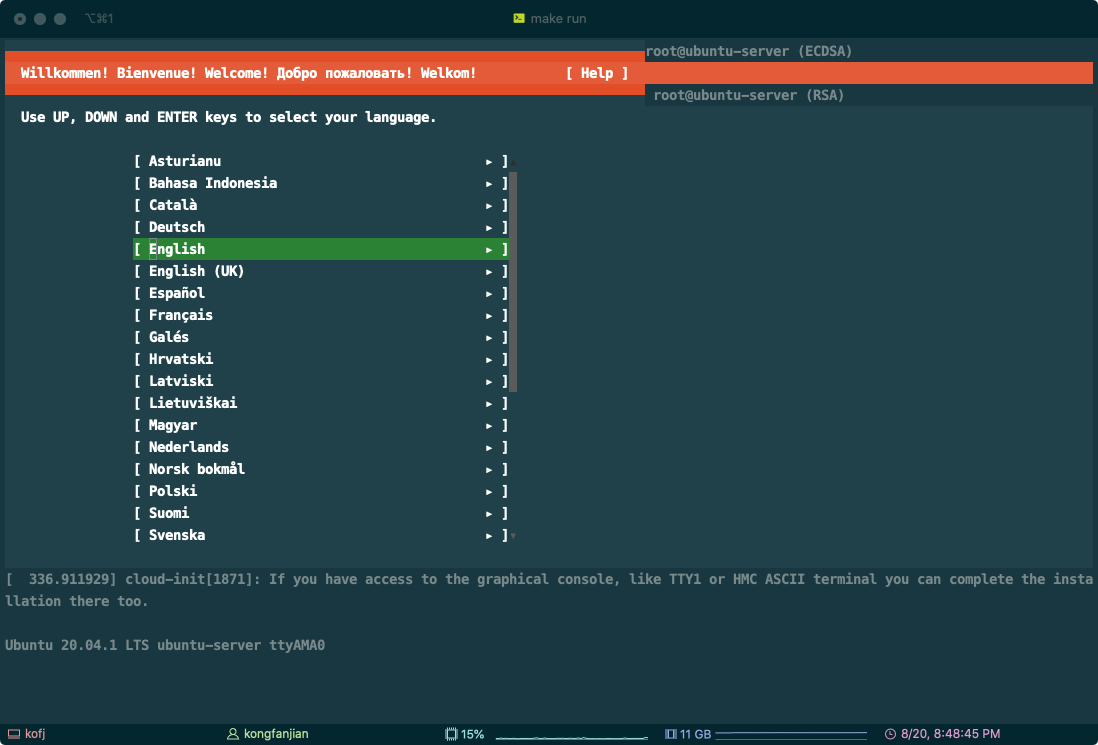 ⌥⌘1 make run
root@ubuntu-server (ECDSA)
Willkommen! Bienvenue! Welcome! Добро пожаловать! Welkom! [ Help ]
root@ubuntu-server (RSA)
Use UP, DOWN and ENTER keys to select your language.
[ Asturianu ▸ ]
[ Bahasa Indonesia ▸ ]
[ Català ▸ ]
[ Deutsch ▸ ]
[ English ▸ ]
[ English (UK) ▸ ]
[ Español ▸ ]
[ Français ▸ ]
[ Galés ▸ ]
[ Hrvatski ▸ ]
[ Latviski ▸ ]
[ Lietuviškai ▸ ]
[ Magyar ▸ ]
[ Nederlands ▸ ]
[ Norsk bokmål ▸ ]
[ Polski ▸ ]
[ Suomi ▸ ]
[ Svenska ▸ ]
[  336.911929] cloud-init[1871]: If you have access to the graphical console, like TTY1 or HMC ASCII terminal you can complete the insta
llation there too.
Ubuntu 20.04.1 LTS ubuntu-server ttyAMA0
kofj kongfanjian 15% 11 GB 8/20, 8:48:45 PM